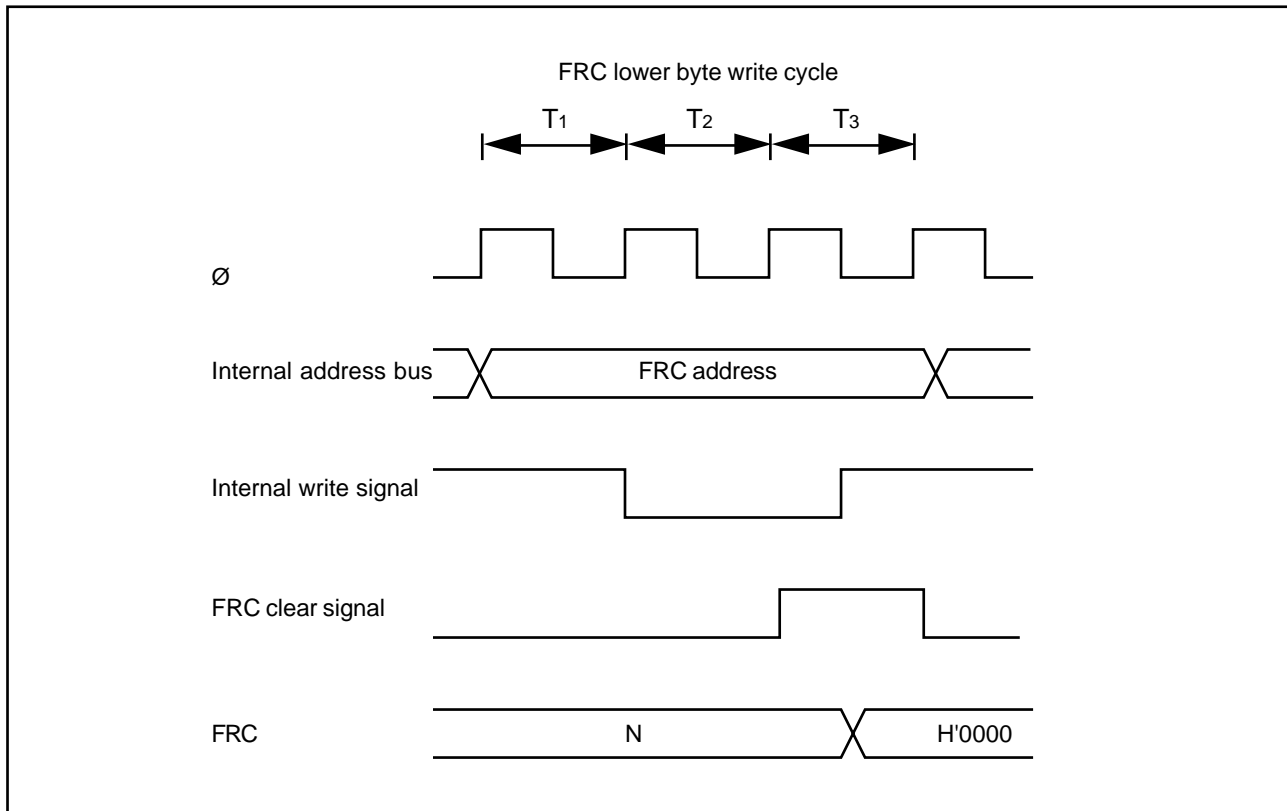 FRC lower byte write cycle
T1 T2 T3
Ø
Internal address bus FRC address
Internal write signal
FRC clear signal
FRC N H'0000